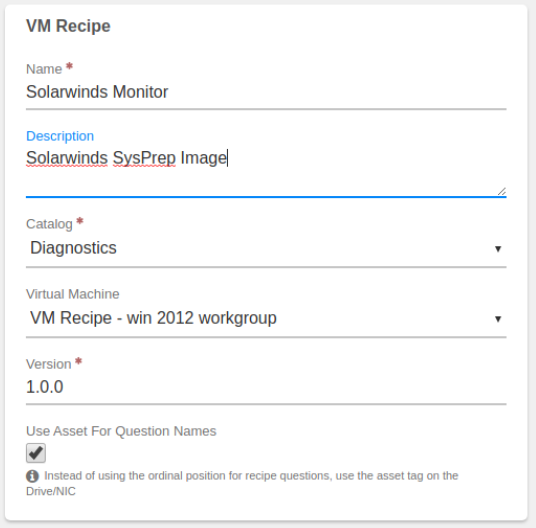 VM Recipe
Name *
Solarwinds Monitor
Description
Solarwinds SysPrep Image
Catalog *
Diagnostics
Virtual Machine
VM Recipe - win 2012 workgroup
Version *
1.0.0
Use Asset For Question Names
Instead of using the ordinal position for recipe questions, use the asset tag on the
Drive/NIC